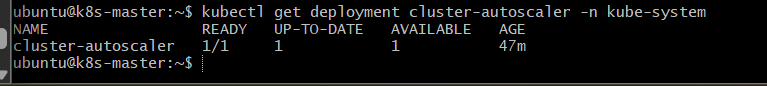 ubuntu@k8s-master:~$ kubectl get deployment cluster-autoscaler -n kube-system
NAME                 READY   UP-TO-DATE   AVAILABLE   AGE
cluster-autoscaler   1/1     1            1           47m
ubuntu@k8s-master:~$